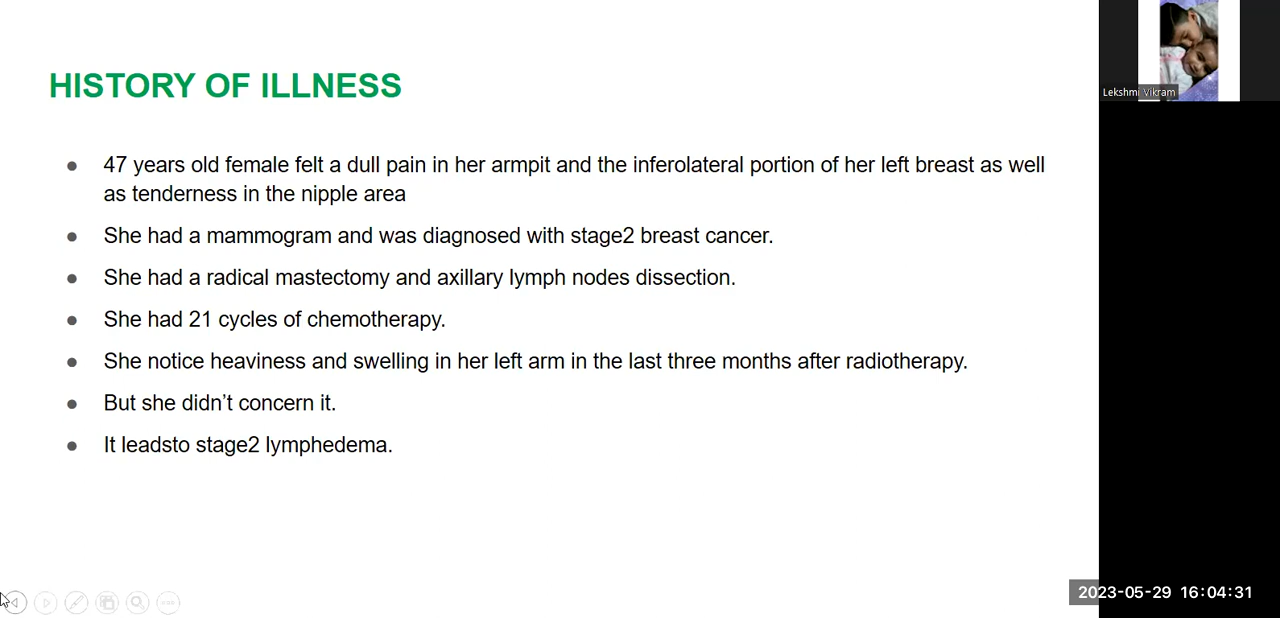 HISTORY OF ILLNESS
47 years old female felt a dull pain in her armpit and the inferolateral portion of her left breast as well
as tenderness in the nipple area
She had a mammogram and was diagnosed with stage2 breast cancer.
She had a radical mastectomy and axillary lymph nodes dissection.
She had 21 cycles of chemotherapy.
She notice heaviness and swelling in her left arm in the last three months after radiotherapy.
But she didn’t concern it.
It leadsto stage2 lymphedema.
Lekshmi Vikram
2023-05-29 16:04:31